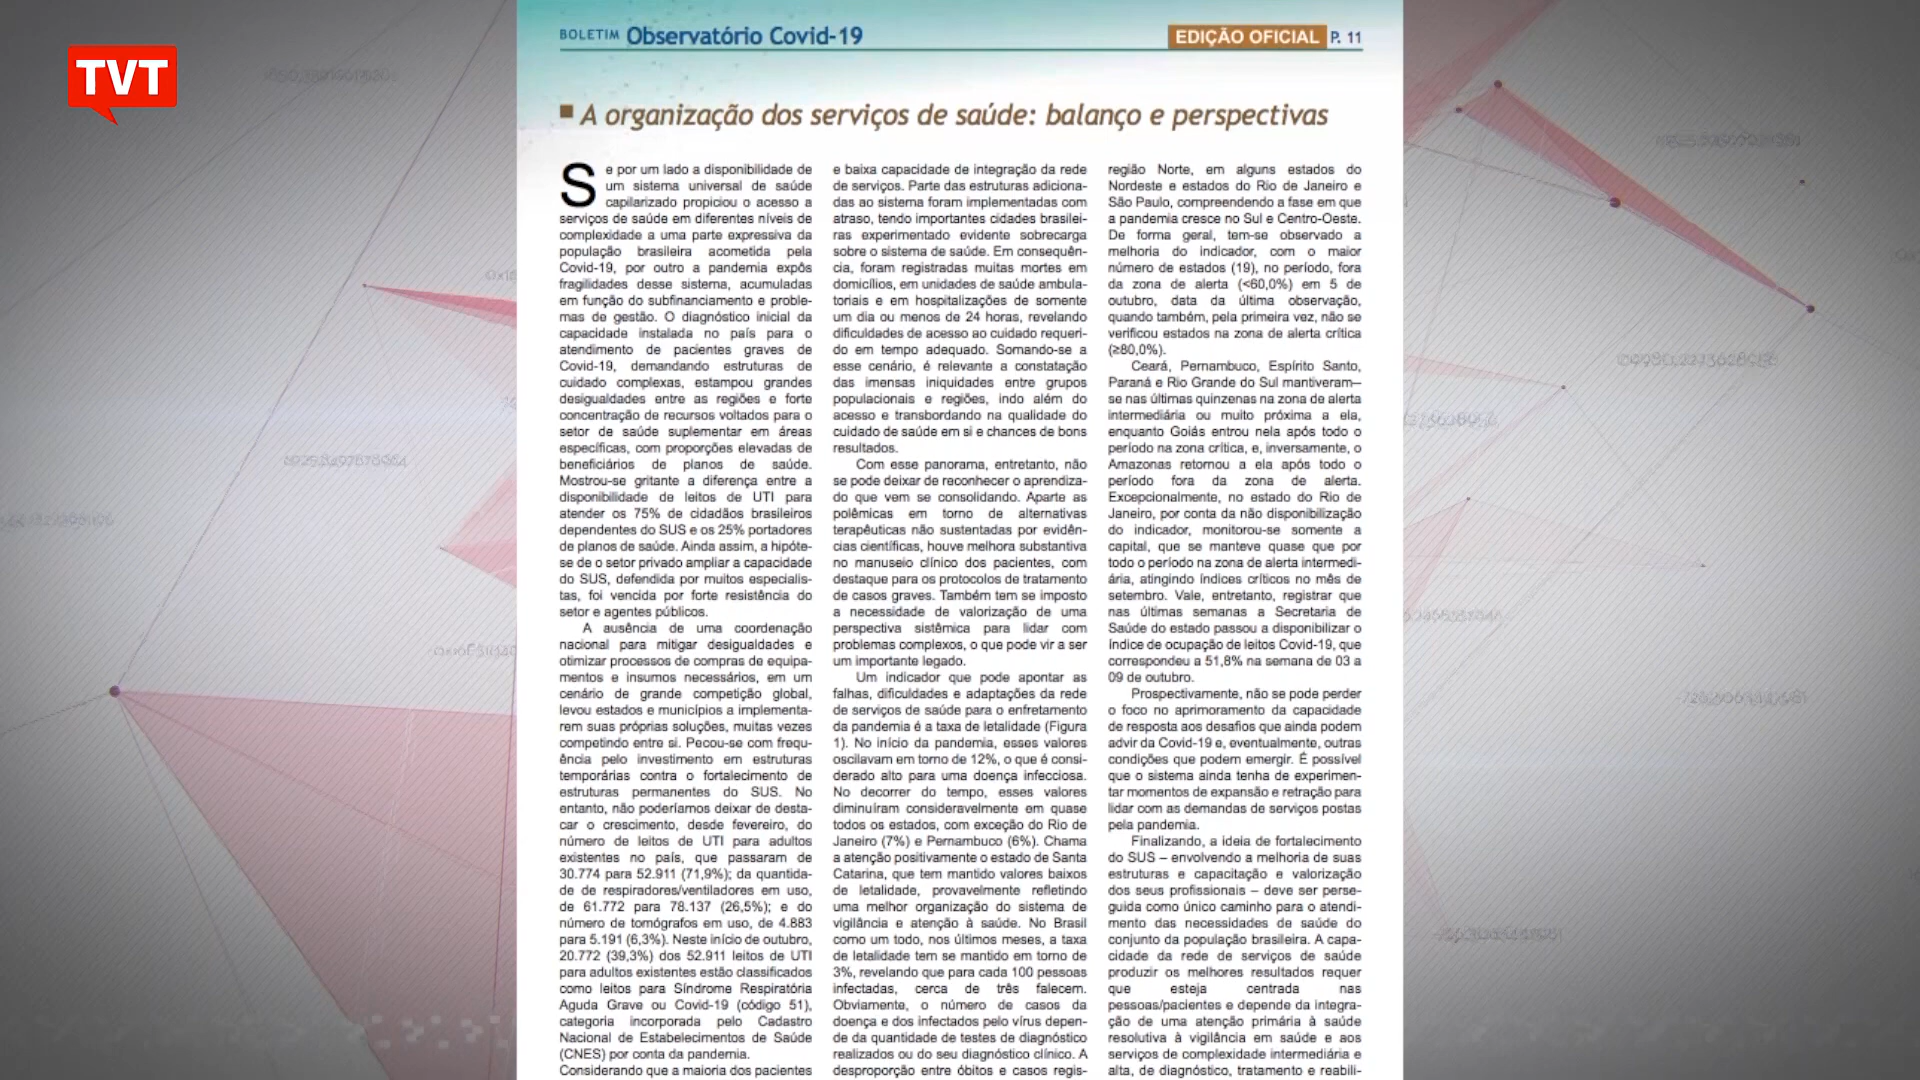 TVT
BOLETIM Observatório Covid-19
EDIÇÃO OFICIAL P. 11
A organização dos serviços de saúde: balanço e perspectivas
Se por um lado a disponibilidade de
um sistema universal de saúde
capilarizado propiciou o acesso a
serviços de saúde em diferentes níveis de
complexidade a uma parte expressiva da
população brasileira acometida pela
Covid-19, por outro a pandemia expôs
fragilidades desse sistema, acumuladas
em função do subfinanciamento e proble-
mas de gestão. O diagnóstico inicial da
capacidade instalada no país para o
atendimento de pacientes graves de
Covid-19, demandando estruturas de
cuidado complexas, estampou grandes
desigualdades entre as regiões e forte
concentração de recursos voltados para o
setor de saúde suplementar em áreas
específicas, com proporções elevadas de
beneficiários de planos de saúde.
Mostrou-se gritante a diferença entre a
disponibilidade de leitos de UTI para
atender os 75% de cidadãos brasileiros
dependentes do SUS e os 25% portadores
de planos de saúde. Ainda assim, a hipóte-
se de o setor privado ampliar a capacidade
do SUS, defendida por muitos especialis-
tas, foi vencida por forte resistência do
setor e agentes públicos.
A ausência de uma coordenação
nacional para mitigar desigualdades e
otimizar processos de compras de equipa-
mentos e insumos necessários, em um
cenário de grande competição global,
levou estados e municípios a implementa-
rem suas próprias soluções, muitas vezes
competindo entre si. Pecou-se com frequ-
ência pelo investimento em estruturas
temporárias contra o fortalecimento de
estruturas permanentes do SUS. No
entanto, não poderíamos deixar de desta-
car o crescimento, desde fevereiro, do
número de leitos de UTI para adultos
existentes no país, que passaram de
30.774 para 52.911 (71,9%); da quantida-
de de respiradores/ventiladores em uso,
de 61.772 para 78.137 (26,5%); e do
número de tomógrafos em uso, de 4.883
para 5.191 (6,3%). Neste início de outubro,
20.772 (39,3%) dos 52.911 leitos de UTI
para adultos existentes estão classificados
como leitos para Síndrome Respiratória
Aguda Grave ou Covid-19 (código 51),
categoria incorporada pelo Cadastro
Nacional de Estabelecimentos de Saúde
(CNES) por conta da pandemia.
Considerando que a maioria dos pacientes
e baixa capacidade de integração da rede
de serviços. Parte das estruturas adiciona-
das ao sistema foram implementadas com
atraso, tendo importantes cidades brasilei-
ras experimentado evidente sobrecarga
sobre o sistema de saúde. Em consequên-
cia, foram registradas muitas mortes em
domicílios, em unidades de saúde ambula-
toriais e em hospitalizações de somente
um dia ou menos de 24 horas, revelando
dificuldades de acesso ao cuidado requeri-
do em tempo adequado. Somando-se a
esse cenário, é relevante a constatação
das imensas iniquidades entre grupos
populacionais e regiões, indo além do
acesso e transbordando na qualidade do
cuidado de saúde em si e chances de bons
resultados.
Com esse panorama, entretanto, não
se pode deixar de reconhecer o aprendiza-
do que vem se consolidando. Aparte as
polêmicas em torno de alternativas
terapêuticas não sustentadas por evidên-
cias científicas, houve melhora substantiva
no manuseio clínico dos pacientes, com
destaque para os protocolos de tratamento
de casos graves. Também tem se imposto
a necessidade de valorização de uma
perspectiva sistêmica para lidar com
problemas complexos, o que pode vir a ser
um importante legado.
Um indicador que pode apontar as
falhas, dificuldades e adaptações da rede
de serviços de saúde para o enfretamento
da pandemia é a taxa de letalidade (Figura
1). No início da pandemia, esses valores
oscilavam em torno de 12%, o que é consi-
derado alto para uma doença infecciosa.
No decorrer do tempo, esses valores
diminuíram consideravelmente em quase
todos os estados, com exceção do Rio de
Janeiro (7%) e Pernambuco (6%). Chama
a atenção positivamente o estado de Santa
Catarina, que tem mantido valores baixos
de letalidade, provavelmente refletindo
uma melhor organização do sistema de
vigilância e atenção à saúde. No Brasil
como um todo, nos últimos meses, a taxa
de letalidade tem se mantido em torno de
3%, revelando que para cada 100 pessoas
infectadas, cerca de três falecem.
Obviamente, o número de casos da
doença e dos infectados pelo vírus depen-
de da quantidade de testes de diagnóstico
realizados ou do seu diagnóstico clínico. A
desproporção entre óbitos e casos regis-
região Norte, em alguns estados do
Nordeste e estados do Rio de Janeiro e
São Paulo, compreendendo a fase em que
a pandemia cresce no Sul e Centro-Oeste.
De forma geral, tem-se observado a
melhoria do indicador, com o maior
número de estados (19), no período, fora
da zona de alerta (<60,0%) em 5 de
outubro, data da última observação,
quando também, pela primeira vez, não se
verificou estados na zona de alerta crítica
(≥80,0%).
Ceará, Pernambuco, Espírito Santo,
Paraná e Rio Grande do Sul mantiveram–
se nas últimas quinzenas na zona de alerta
intermediária ou muito próxima a ela,
enquanto Goiás entrou nela após todo o
período na zona crítica, e, inversamente, o
Amazonas retornou a ela após todo o
período fora da zona de alerta.
Excepcionalmente, no estado do Rio de
Janeiro, por conta da não disponibilização
do indicador, monitorou-se somente a
capital, que se manteve quase que por
todo o período na zona de alerta intermedi-
ária, atingindo índices críticos no mês de
setembro. Vale, entretanto, registrar que
nas últimas semanas a Secretaria de
Saúde do estado passou a disponibilizar o
índice de ocupação de leitos Covid-19, que
correspondeu a 51,8% na semana de 03 a
09 de outubro.
Prospectivamente, não se pode perder
o foco no aprimoramento da capacidade
de resposta aos desafios que ainda podem
advir da Covid-19 e, eventualmente, outras
condições que podem emergir. É possível
que o sistema ainda tenha de experimen-
tar momentos de expansão e retração para
lidar com as demandas de serviços postas
pela pandemia.
Finalizando, a ideia de fortalecimento
do SUS – envolvendo a melhoria de suas
estruturas e capacitação e valorização
dos seus profissionais – deve ser perse-
guida como único caminho para o atendi-
mento das necessidades de saúde do
conjunto da população brasileira. A capa-
cidade da rede de serviços de saúde
produzir os melhores resultados requer
que esteja centrada nas
pessoas/pacientes e depende da integra-
ção de uma atenção primária à saúde
resolutiva à vigilância em saúde e aos
serviços de complexidade intermediária e
alta, de diagnóstico, tratamento e reabili-